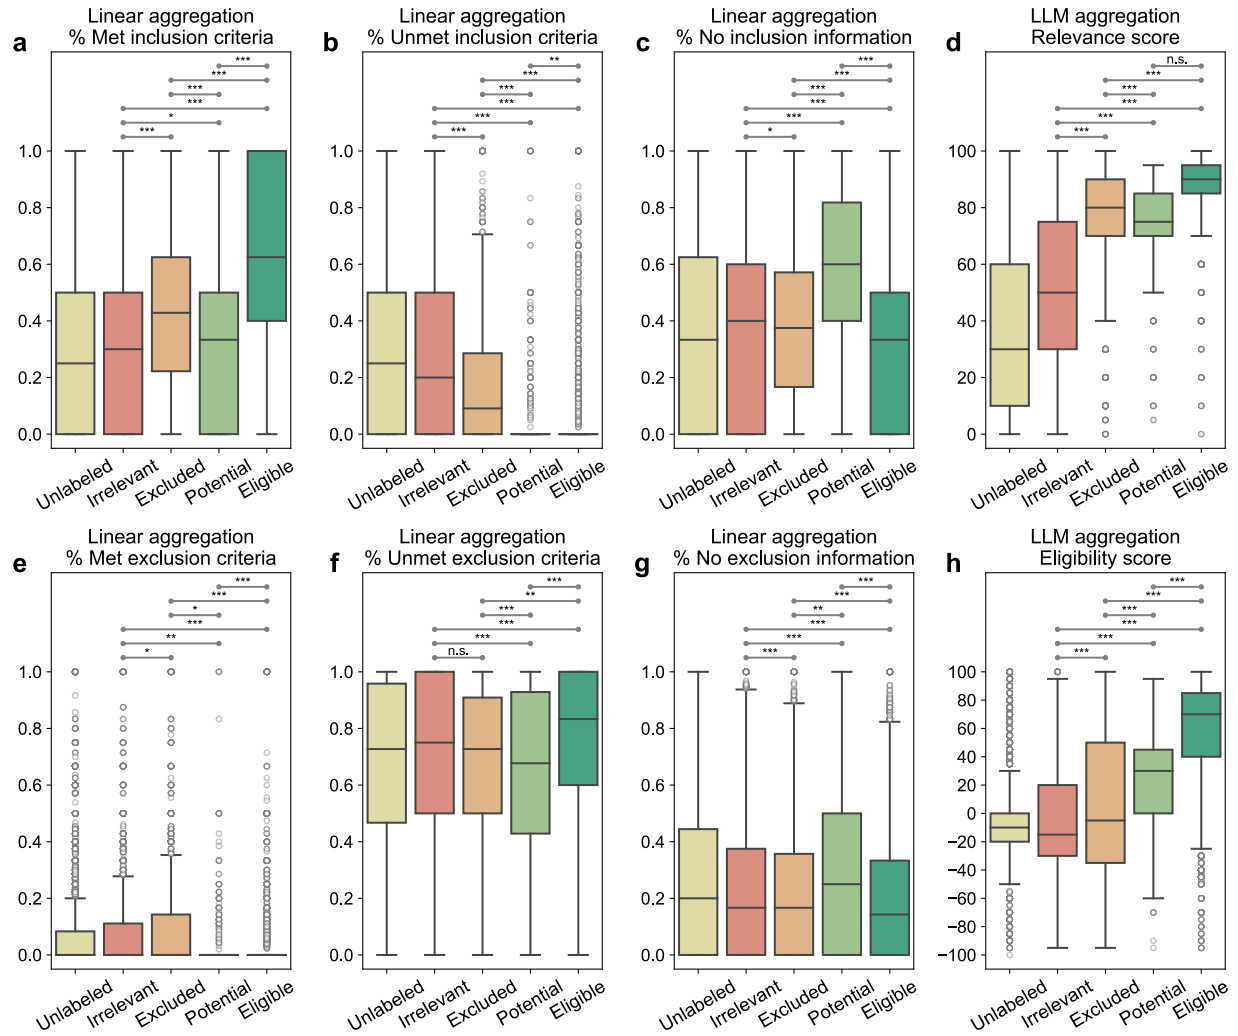 Linear aggregation
a % Met inclusion criteria
***
***
***
***
*
***
1.0
0.8
0.6
0.4
0.2
0.0
Unlabeled
Irrelevant
Excluded
Potential
Eligible
Linear aggregation
b % Unmet inclusion criteria
**
***
***
***
***
***
1.0
0.8
0.6
0.4
0.2
0.0
Unlabeled
Irrelevant
Excluded
Potential
Eligible
Linear aggregation
c % No inclusion information
***
***
***
***
***
*
1.0
0.8
0.6
0.4
0.2
0.0
Unlabeled
Irrelevant
Excluded
Potential
Eligible
LLM aggregation
d Relevance score
n.s.
***
***
***
***
***
100
80
60
40
20
0
Unlabeled
Irrelevant
Excluded
Potential
Eligible
Linear aggregation
e % Met exclusion criteria
***
***
*
***
**
*
1.0
0.8
0.6
0.4
0.2
0.0
Unlabeled
Irrelevant
Excluded
Potential
Eligible
Linear aggregation
f % Unmet exclusion criteria
***
**
***
***
***
n.s.
1.0
0.8
0.6
0.4
0.2
0.0
Unlabeled
Irrelevant
Excluded
Potential
Eligible
Linear aggregation
g % No exclusion information
***
***
**
***
***
***
1.0
0.8
0.6
0.4
0.2
0.0
Unlabeled
Irrelevant
Excluded
Potential
Eligible
LLM aggregation
h Eligibility score
***
***
***
***
***
***
100
80
60
40
20
0
−20
−40
−60
−80
−100
Unlabeled
Irrelevant
Excluded
Potential
Eligible